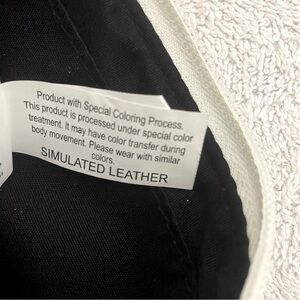 Product with Special Coloring Process.
This product is processed under special color
treatment. It may have color transfer during
body movement. Please wear with similar
colors.
SIMULATED LEATHER